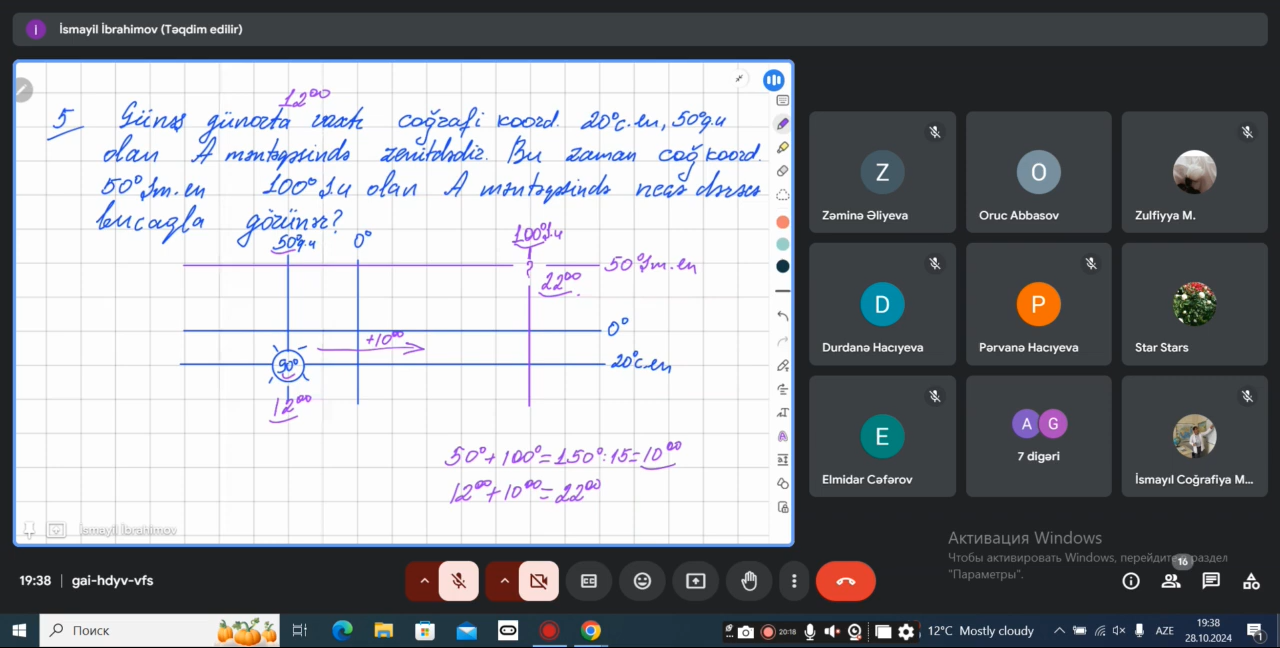 İsmayil İbrahimov (Təqdim edilir)
12⁰⁰
5 Günəş günorta vaxtı coğrafi koord. 20°c.en, 50°q.u
olan A məntəqəsində zenitdədir. Bu zaman coğ koord.
50°şm.en 100°ş.u olan A məntəqəsində neçə dərəcə
bucaqla görünər?
50°q.u 0° 100°ş.u
? 50°şm.en
22⁰⁰
0°
+10⁰⁰
90° 20°c.en
12⁰⁰
50°+100°=150°:15=10⁰⁰
12⁰⁰+10⁰⁰=22⁰⁰
İsmayil İbrahimov
Z
Zəminə Əliyeva
O
Oruc Abbasov
Zulfiyya M.
D
Durdanə Hacıyeva
P
Pərvanə Hacıyeva
Star Stars
E
Elmidar Cəfərov
A G
7 digəri
İsmayıl Coğrafiya M...
Активация Windows
Чтобы активировать Windows, перейдите в раздел
"Параметры".
16
19:38 | gai-hdyv-vfs
Поиск
20:18
12°C Mostly cloudy
AZE
19:38
28.10.2024
1